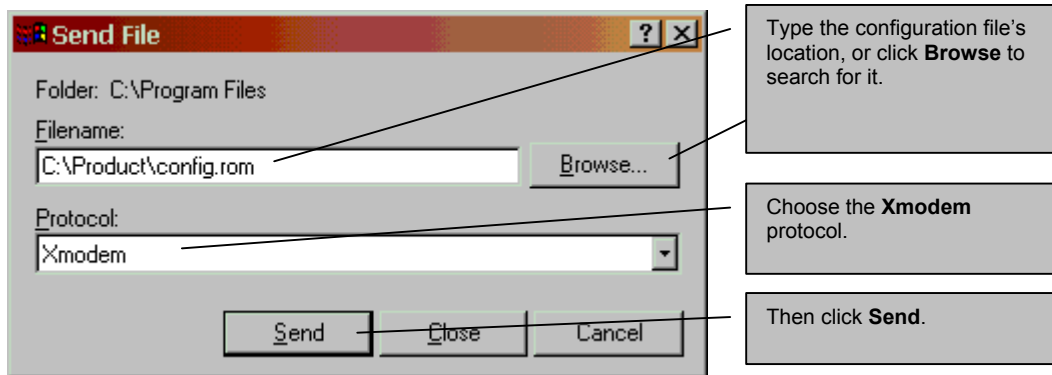 Send File
Folder: C:\Program Files
Filename:
C:\Product\config.rom
Browse...
Protocol:
Xmodem
Send
Close
Cancel
Type the configuration file’s
location, or click Browse to
search for it.
Choose the Xmodem
protocol.
Then click Send.